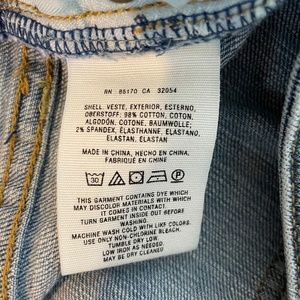 RN 86170 CA 32054
SHELL. VESTE, EXTERIOR, ESTERNO,
OBERSTOFF: 98% COTTON, COTON,
ALGODÓN, COTONE, BAUMWOLLE;
2% SPANDEX, ELASTHANNE, ELASTANO,
ELASTAN, ELASTAN
MADE IN CHINA, HECHO EN CHINA,
FABRIQUÉ EN CHINE
30
THIS GARMENT CONTAINS DYE WHICH
MAY DISCOLOR MATERIALS WHICH
IT COMES IN CONTACT.
TURN GARMENT INSIDE OUT BEFORE
WASHING.
MACHINE WASH COLD WITH LIKE COLORS.
USE ONLY NON-CHLORINE BLEACH.
TUMBLE DRY LOW.
LOW IRON AS NEEDED.
MAY BE DRY CLEANED